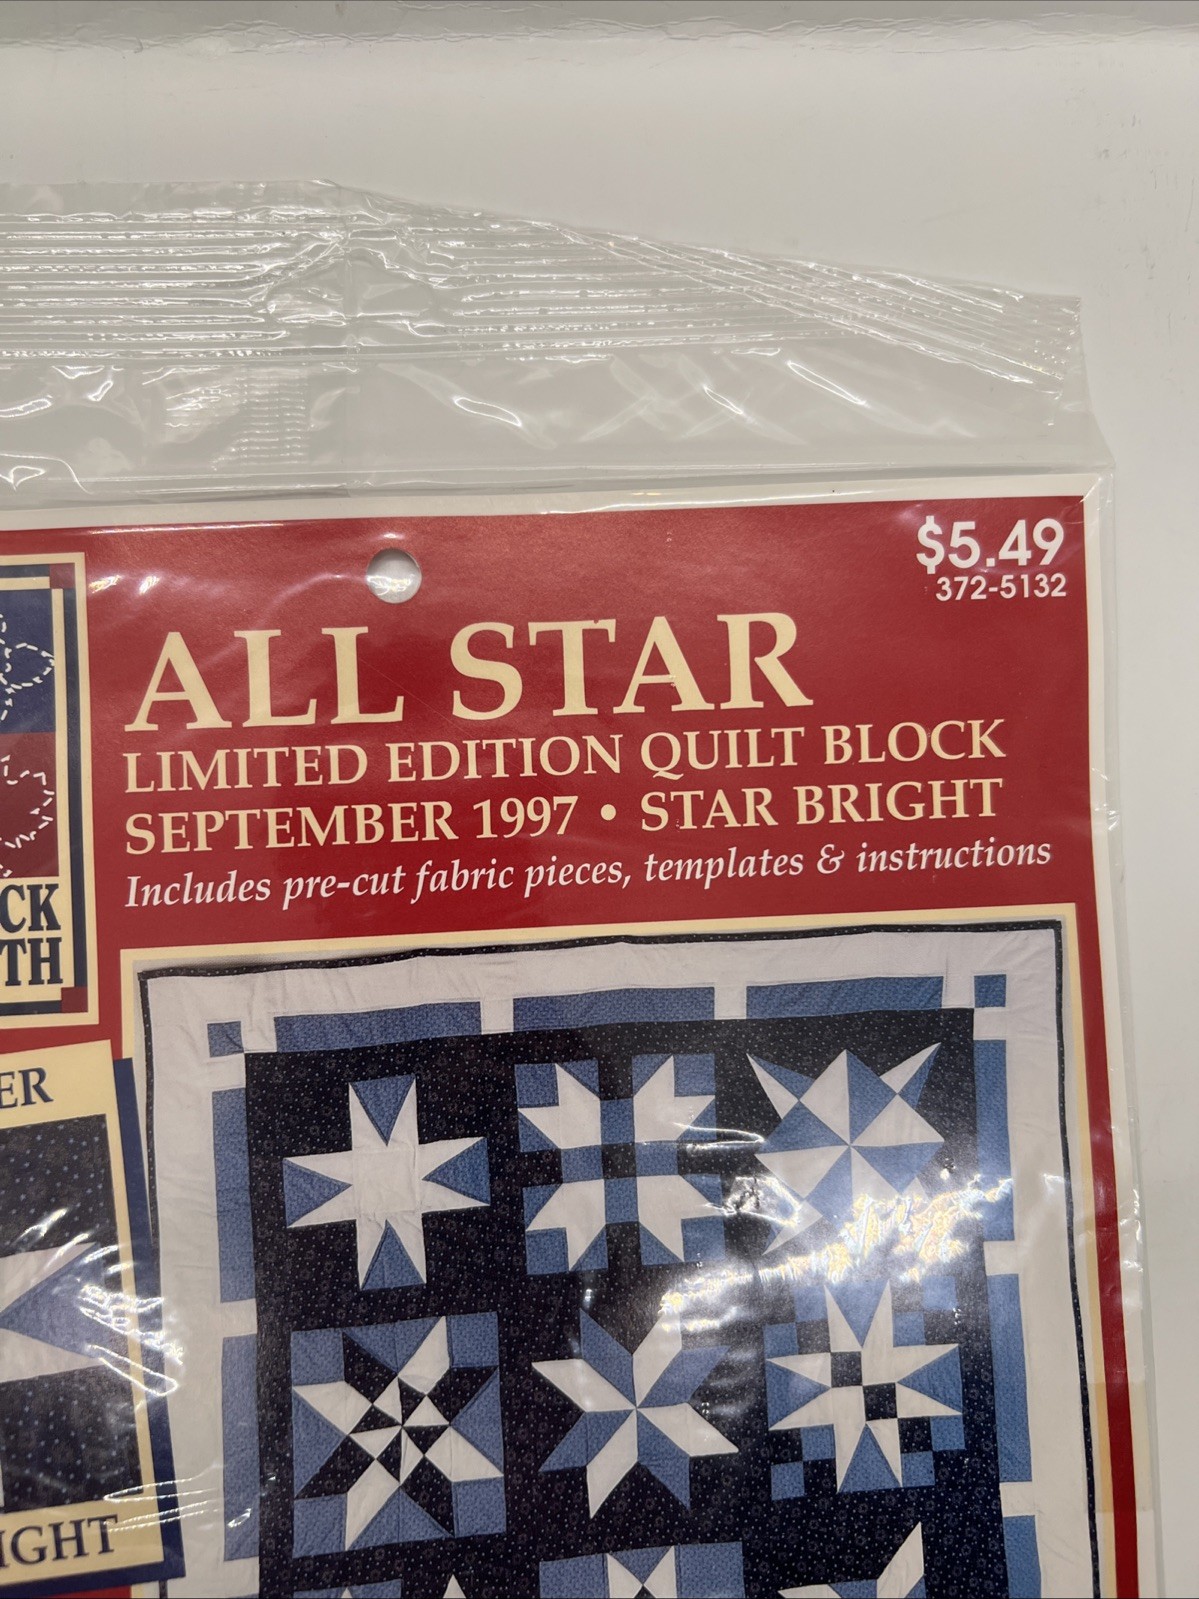 $5.49
372-5132
ALL STAR
LIMITED EDITION QUILT BLOCK
SEPTEMBER 1997 • STAR BRIGHT
Includes pre-cut fabric pieces, templates & instructions
CK
TH
ER
IGHT